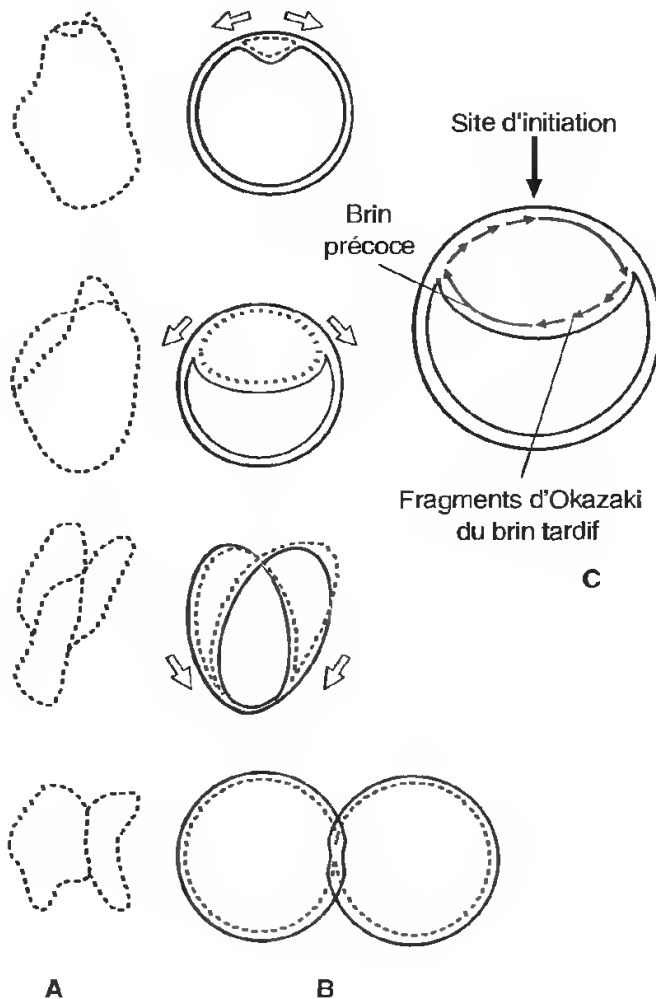 Site d'initiation
Brin
précoce
Fragments d'Okazaki
du brin tardif
C
A
B